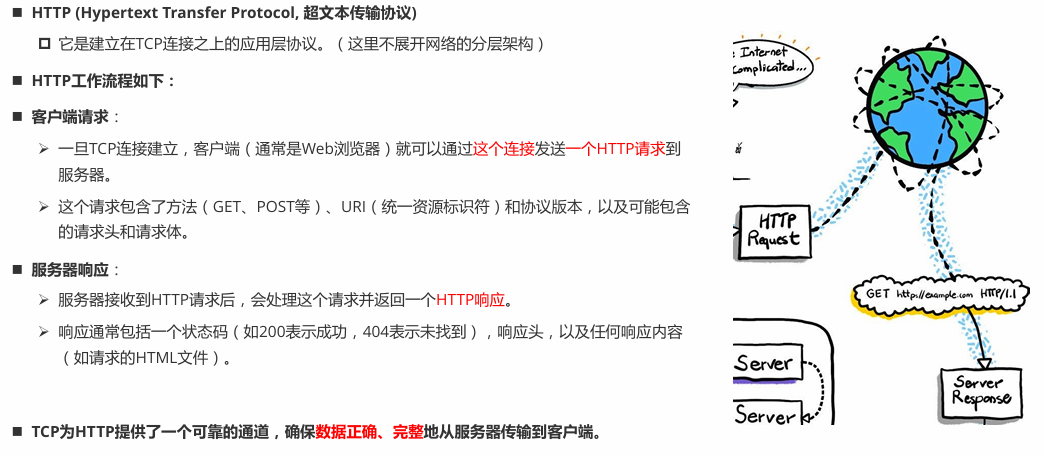 HTTP (Hypertext Transfer Protocol, 超文本传输协议)
它是建立在TCP连接之上的应用层协议。（这里不展开网络的分层架构）
HTTP工作流程如下：
客户端请求：
一旦TCP连接建立，客户端（通常是Web浏览器）就可以通过这个连接发送一个HTTP请求到
服务器。
这个请求包含了方法（GET、POST等）、URI（统一资源标识符）和协议版本，以及可能包含
的请求头和请求体。
服务器响应：
服务器接收到HTTP请求后，会处理这个请求并返回一个HTTP响应。
响应通常包括一个状态码（如200表示成功，404表示未找到），响应头，以及任何响应内容
（如请求的HTML文件）。
TCP为HTTP提供了一个可靠的通道，确保数据正确、完整地从服务器传输到客户端。
Internet
complicated...
HTTP
Request
GET http://example.com HTTP/1.1
Server
Server
Server
Response